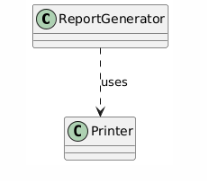 C ReportGenerator
uses
C Printer